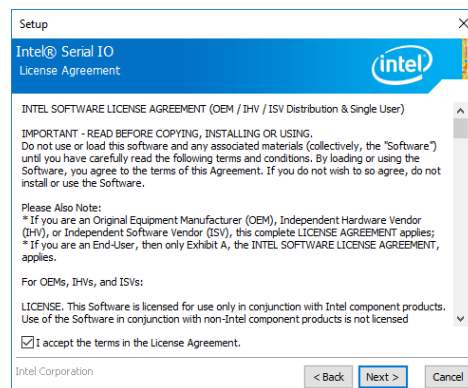 Setup
Intel® Serial IO
License Agreement
intel
INTEL SOFTWARE LICENSE AGREEMENT (OEM / IHV / ISV Distribution & Single User)
IMPORTANT - READ BEFORE COPYING, INSTALLING OR USING.
Do not use or load this software and any associated materials (collectively, the "Software")
until you have carefully read the following terms and conditions. By loading or using the
Software, you agree to the terms of this Agreement. If you do not wish to so agree, do not
install or use the Software.
Please Also Note:
* If you are an Original Equipment Manufacturer (OEM), Independent Hardware Vendor
(IHV), or Independent Software Vendor (ISV), this complete LICENSE AGREEMENT applies;
* If you are an End-User, then only Exhibit A, the INTEL SOFTWARE LICENSE AGREEMENT,
applies.
For OEMs, IHVs, and ISVs:
LICENSE. This Software is licensed for use only in conjunction with Intel component products.
Use of the Software in conjunction with non-Intel component products is not licensed
I accept the terms in the License Agreement.
Intel Corporation
< Back Next > Cancel